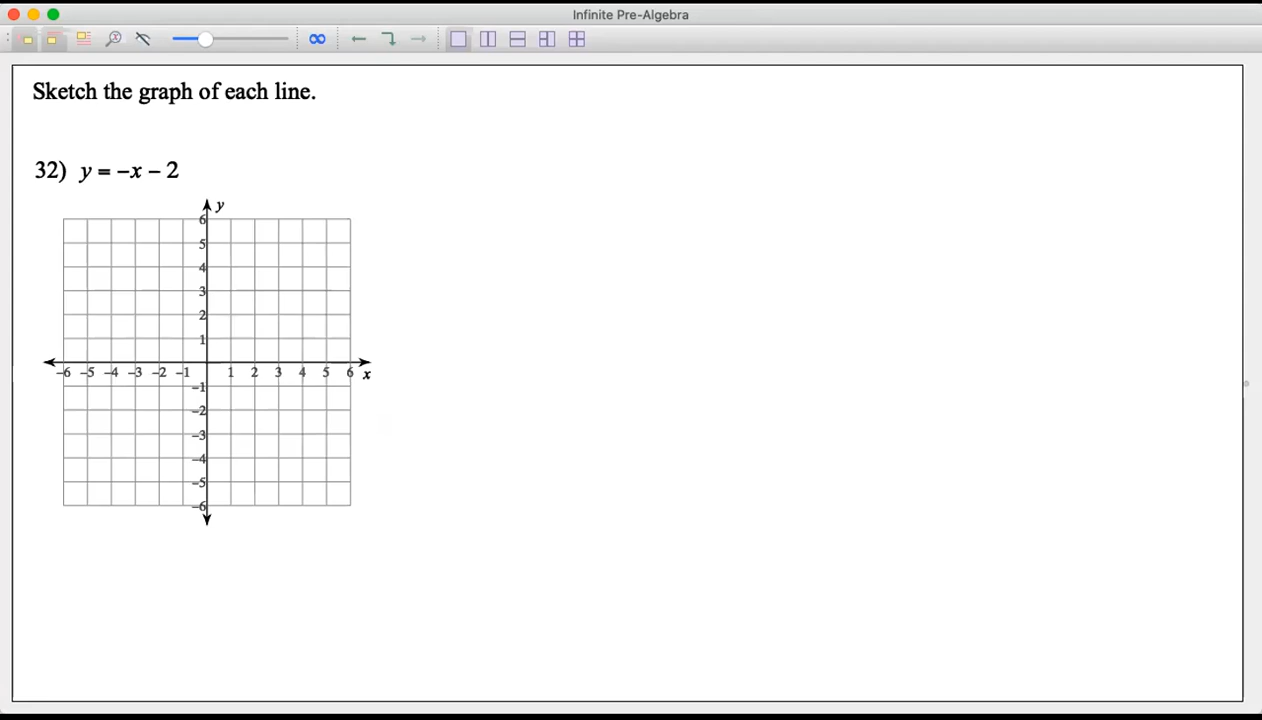 Infinite Pre-Algebra
Sketch the graph of each line.
32) y = –x – 2
y
6
5
4
3
2
1
–6 –5 –4 –3 –2 –1 1 2 3 4 5 6 x
–1
–2
–3
–4
–5
–6